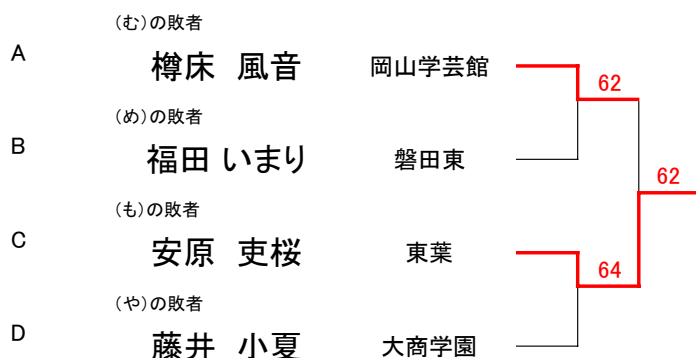 (む)の敗者
A 樽床 風音 岡山学芸館
62
(め)の敗者
B 福田 いまり 磐田東
62
(も)の敗者
C 安原 吏桜 東葉
64
(や)の敗者
D 藤井 小夏 大商学園